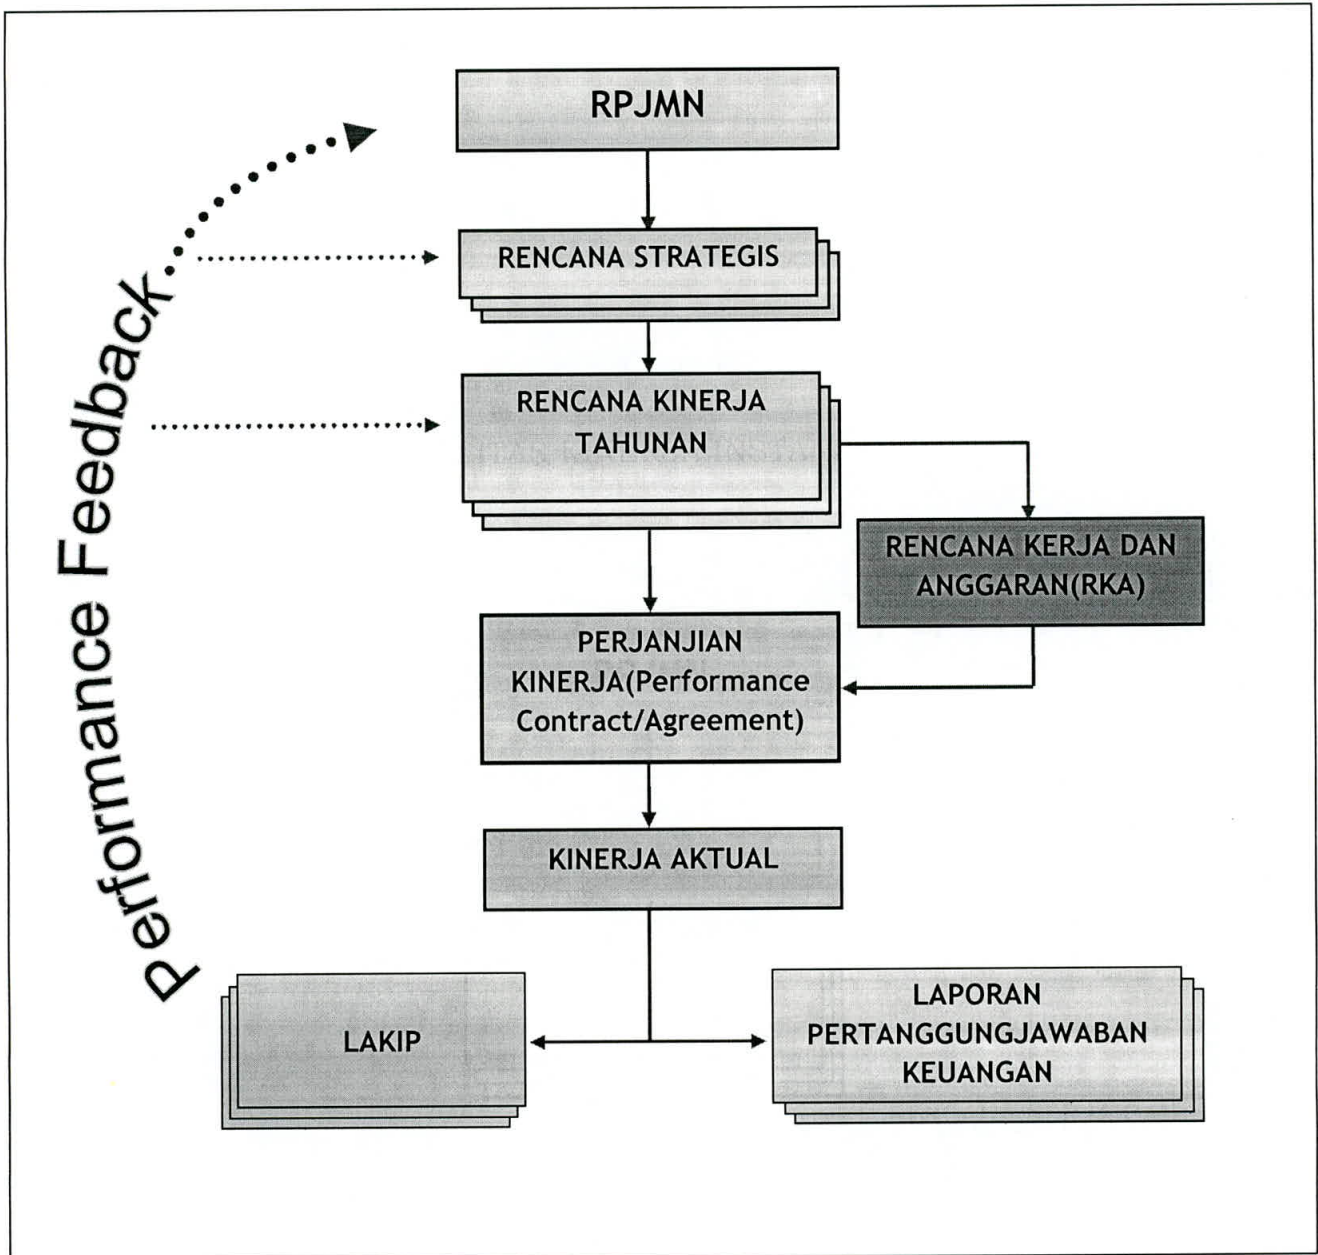 RPJMN
RENCANA STRATEGIS
RENCANA KINERJA
TAHUNAN
RENCANA KERJA DAN
ANGGARAN(RKA)
PERJANJIAN
KINERJA(Performance
Contract/Agreement)
KINERJA AKTUAL
LAKIP
LAPORAN
PERTANGGUNGJAWABAN
KEUANGAN
Performance Feedback